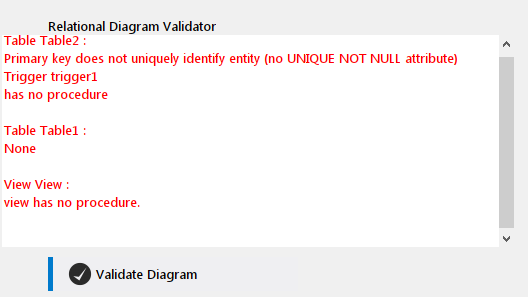 Relational Diagram Validator
Table Table2 :
Primary key does not uniquely identify entity (no UNIQUE NOT NULL attribute)
Trigger trigger1
has no procedure
Table Table1 :
None
View View :
view has no procedure.
Validate Diagram